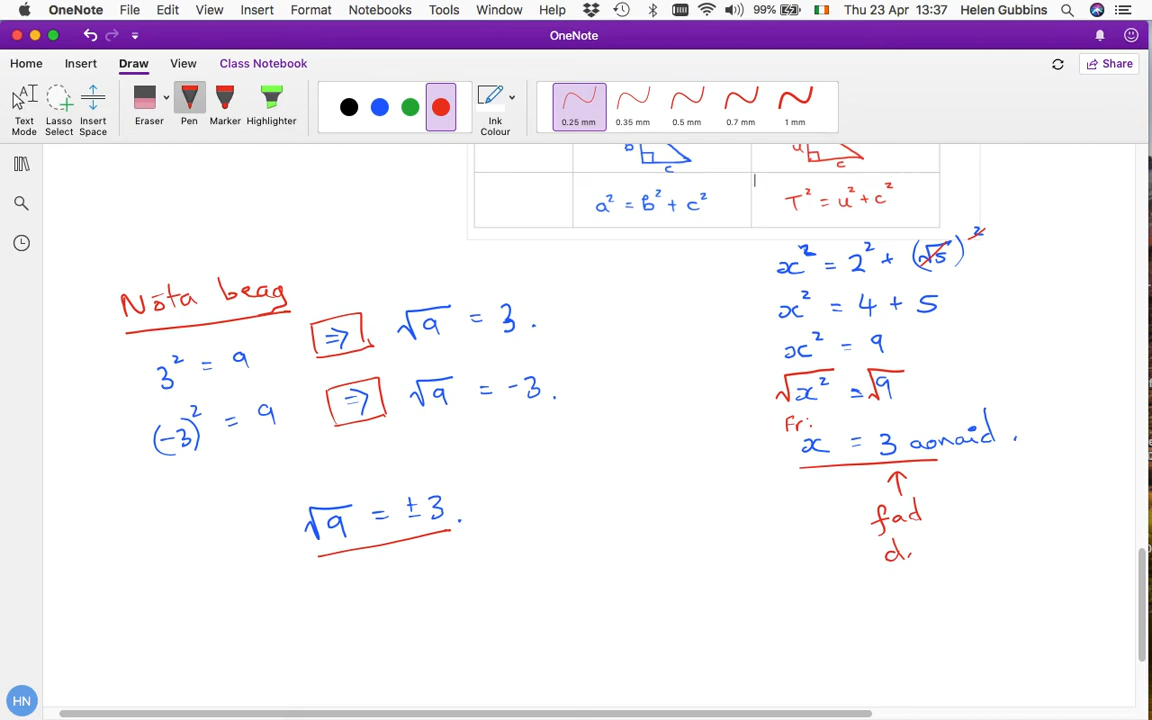 OneNote File Edit View Insert Format Notebooks Tools Window Help 99% Thu 23 Apr 13:37 Helen Gubbins
OneNote
Home Insert Draw View Class Notebook Share
Text Mode
Lasso Select
Insert Space
Eraser
Pen
Marker
Highlighter
Ink Colour
0.25 mm 0.35 mm 0.5 mm 0.7 mm 1 mm
b c
u c
a² = b² + c²
T² = u² + c²
Nóta beag
3² = 9 ⇒ √9 = 3.
(-3)² = 9 ⇒ √9 = -3.
√9 = ±3.
x² = 2² + (√5)²
x² = 4 + 5
x² = 9
√x² = √9
Fr:
x = 3 aonaid.
↑
fad
d.
HN